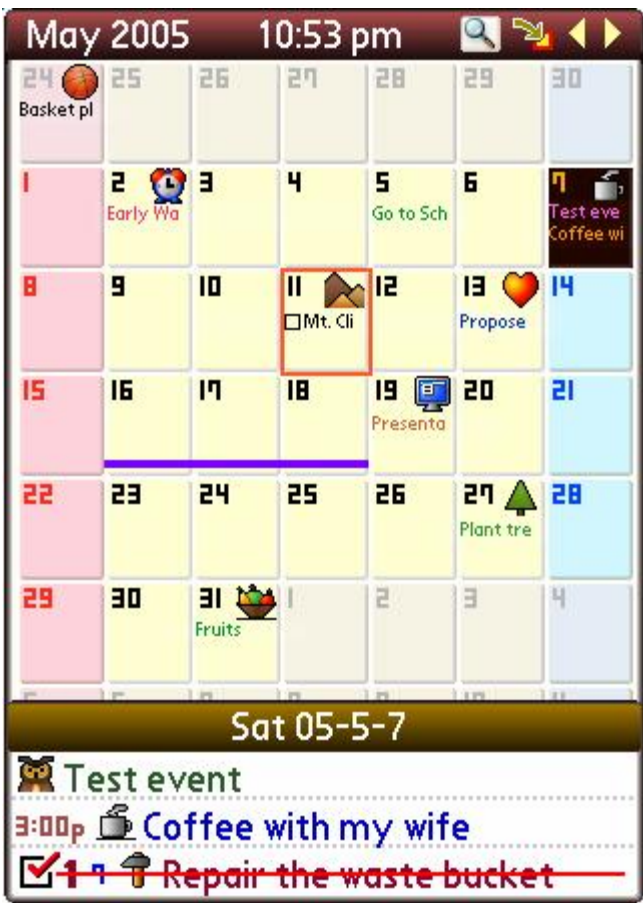 May 2005 10:53 pm
24 25 26 27 28 29 30
Basket pl
1 2 3 4 5 6 7
Early Wa Go to Sch Test eve
Coffee wi
8 9 10 11 12 13 14
Mt. Cli Propose
15 16 17 18 19 20 21
Presenta
22 23 24 25 26 27 28
Plant tre
29 30 31 1 2 3 4
Fruits
Sat 05-5-7
Test event
3:00p Coffee with my wife
1 7 Repair the waste bucket